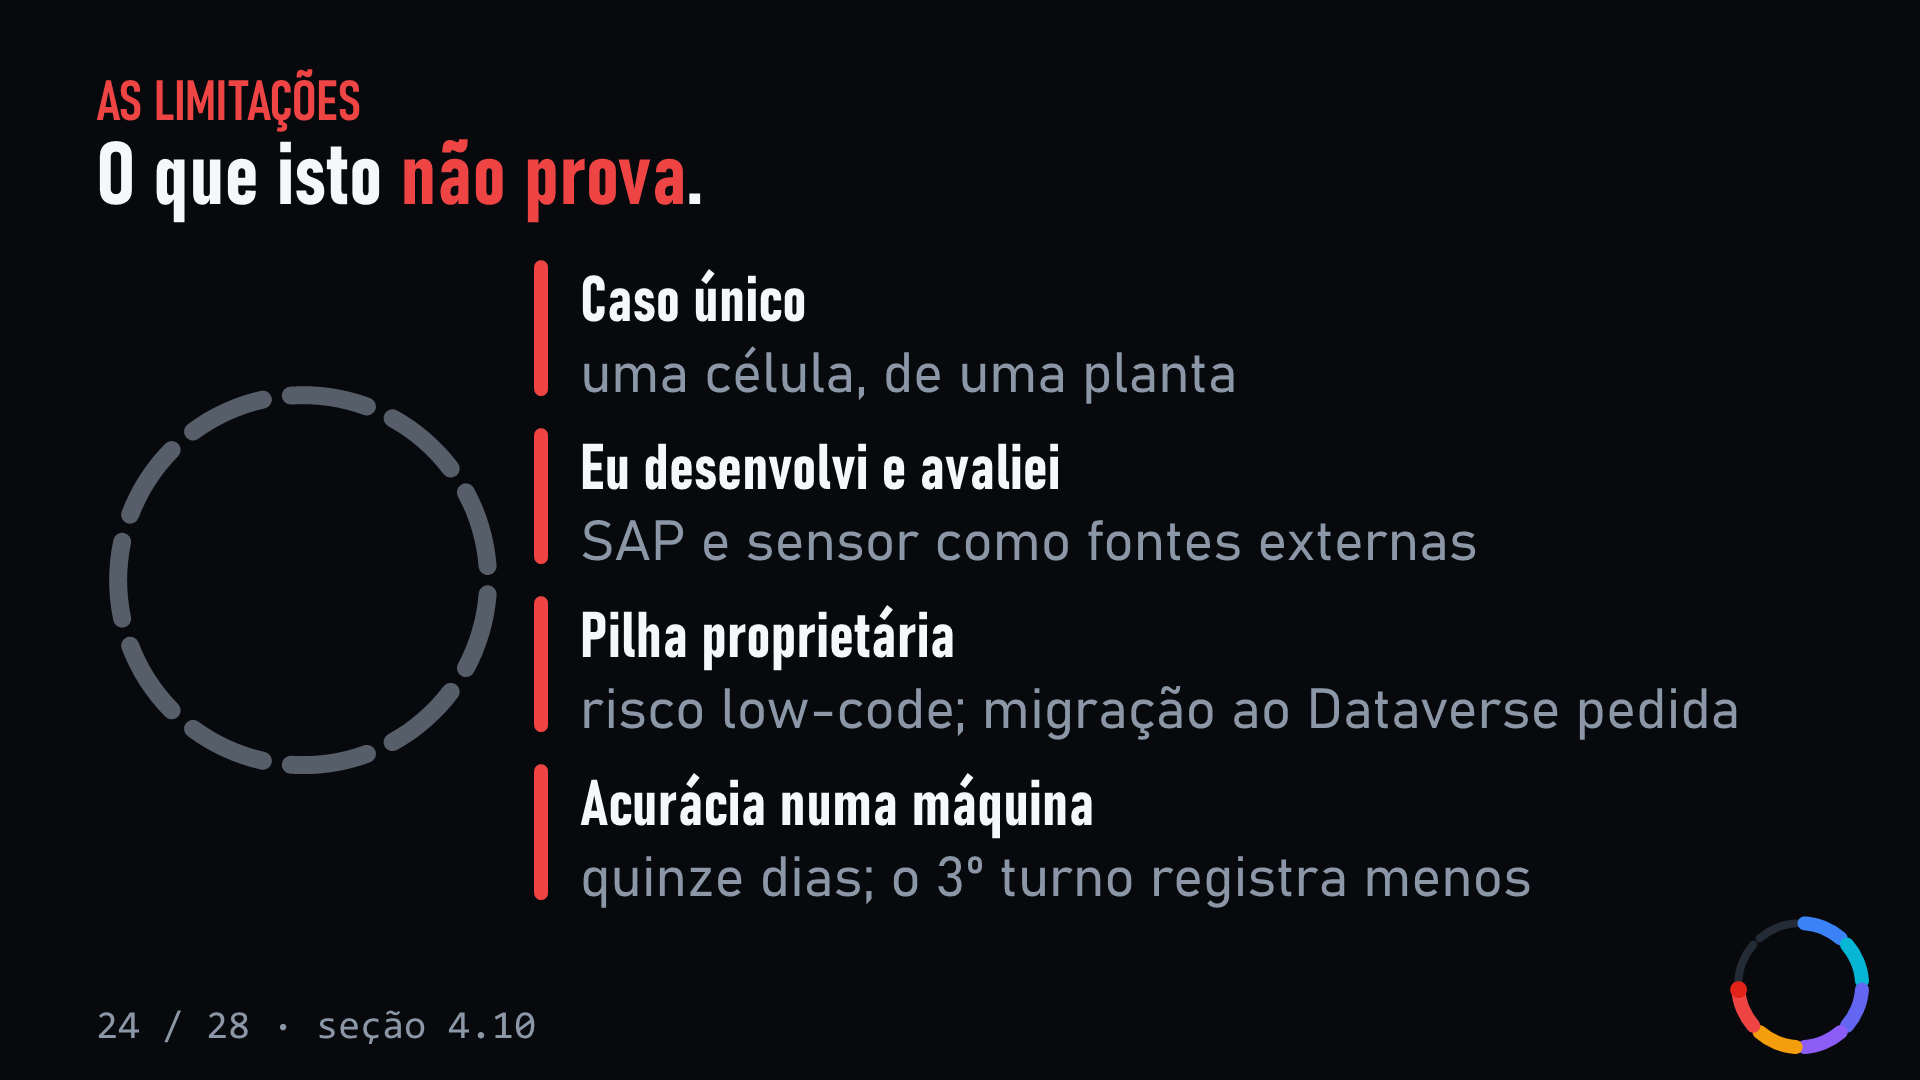 AS LIMITAÇÕES
O que isto não prova.
Caso único
uma célula, de uma planta
Eu desenvolvi e avaliei
SAP e sensor como fontes externas
Pilha proprietária
risco low-code; migração ao Dataverse pedida
Acurácia numa máquina
quinze dias; o 3º turno registra menos
24 / 28 · seção 4.10